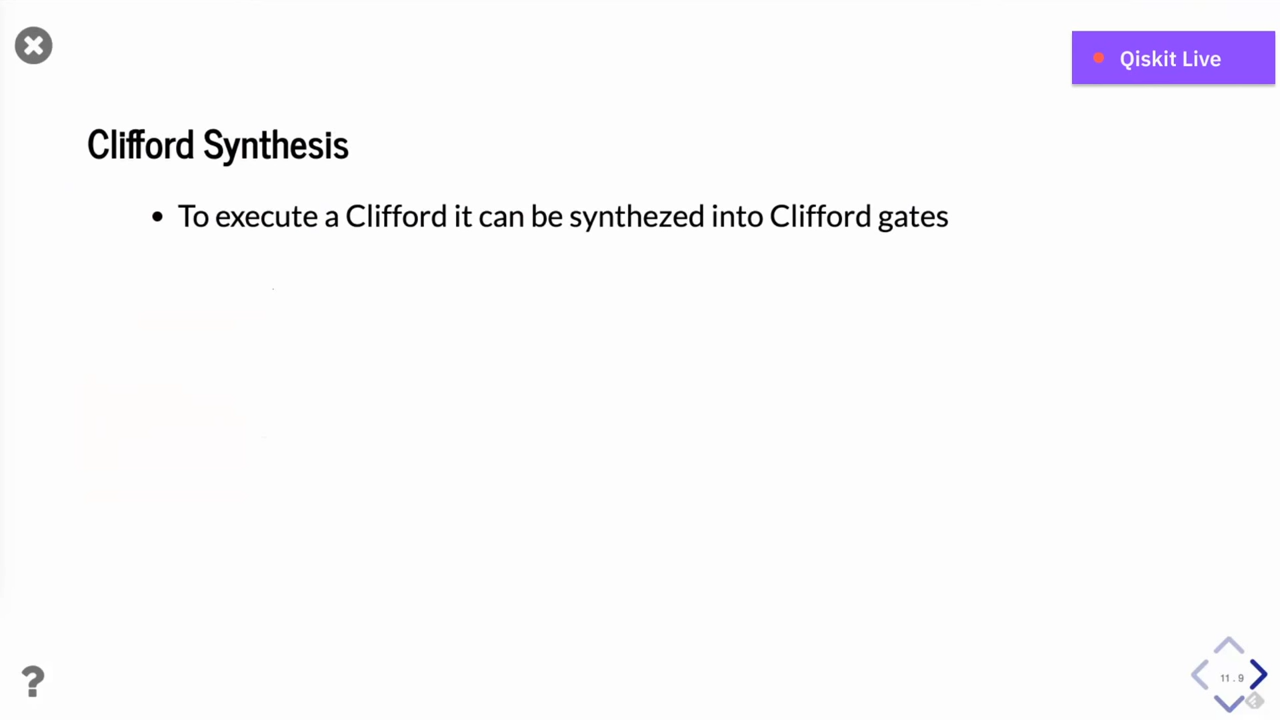 Qiskit Live
Clifford Synthesis
• To execute a Clifford it can be synthezed into Clifford gates
?
11.9